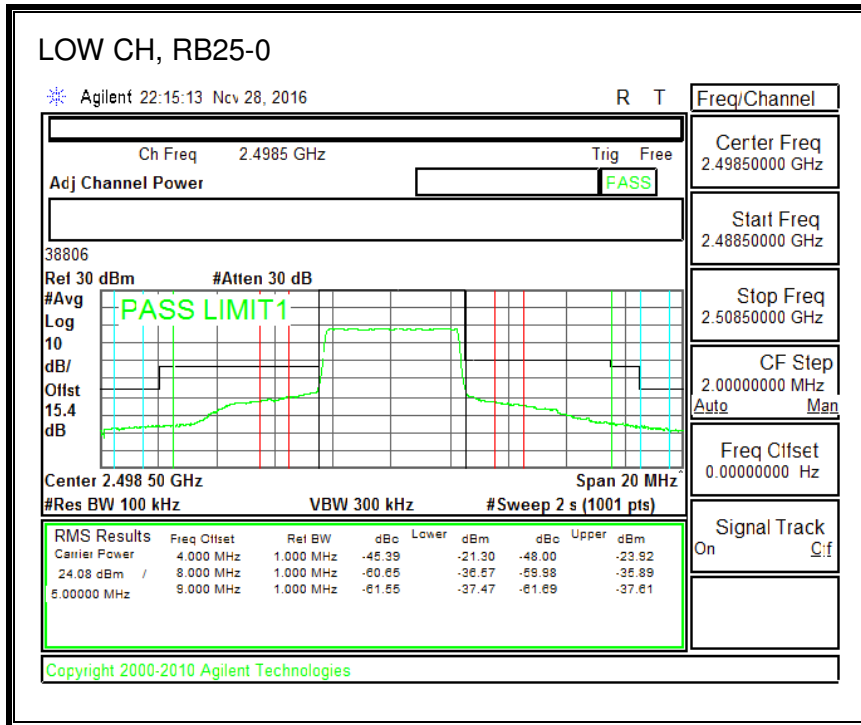 LOW CH, RB25-0
Agilent 22:15:13 Nov 28, 2016 R T
Freq/Channel
Ch Freq 2.4985 GHz Trig Free
Adj Channel Power PASS
38806
Ref 30 dBm #Atten 30 dB
#Avg
Log
10
dB/
Offst
15.4
dB
PASS LIMIT1
Center 2.498 50 GHz Span 20 MHz
#Res BW 100 kHz VBW 300 kHz #Sweep 2 s (1001 pts)
RMS Results Freq Offset Ref BW dBc Lower dBm dBc Upper dBm
Carrier Power 4.000 MHz 1.000 MHz -45.39 -21.30 -48.00 -23.92
24.08 dBm / 8.000 MHz 1.000 MHz -60.65 -36.57 -59.98 -35.89
5.00000 MHz 9.000 MHz 1.000 MHz -61.55 -37.47 -61.69 -37.61
Copyright 2000-2010 Agilent Technologies
Center Freq
2.49850000 GHz
Start Freq
2.48850000 GHz
Stop Freq
2.50850000 GHz
CF Step
2.00000000 MHz
Auto Man
Freq Offset
0.00000000 Hz
Signal Track
On Off